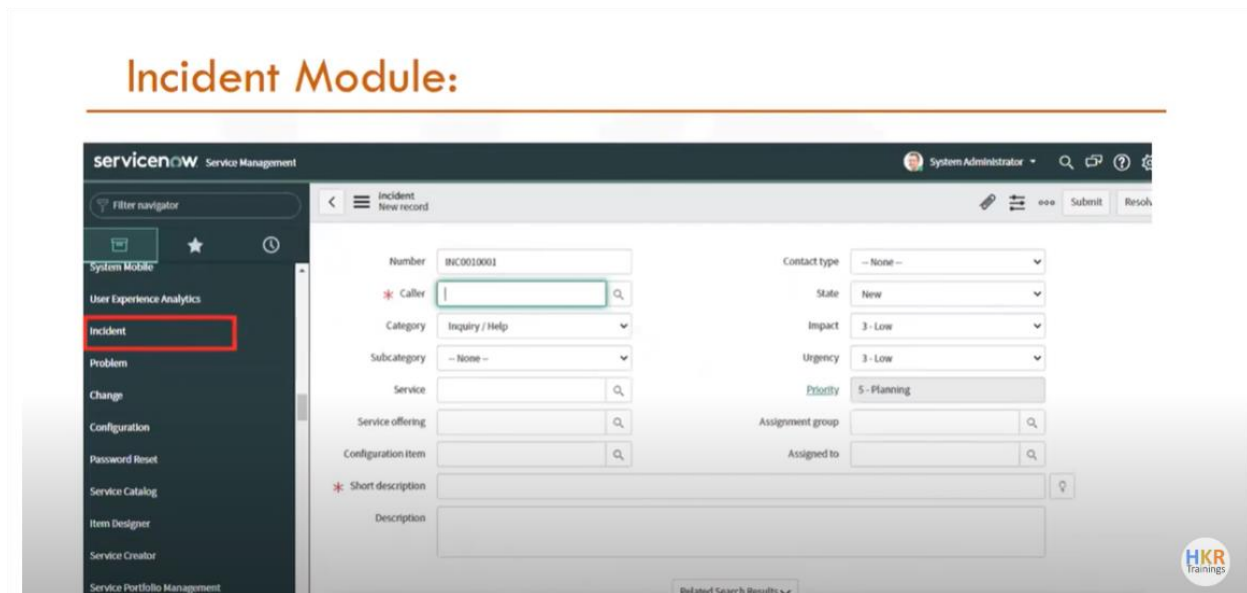 Incident Module:
servicenow Service Management
System Administrator
Filter navigator
Incident
New record
Submit
System Mobile
User Experience Analytics
Incident
Problem
Change
Configuration
Password Reset
Service Catalog
Item Designer
Service Creator
Service Portfolio Management
Number INC0010001
Caller
Category Inquiry / Help
Subcategory -- None --
Service
Service offering
Configuration item
Short description
Description
Contact type -- None --
State New
Impact 3 - Low
Urgency 3 - Low
Priority 5 - Planning
Assignment group
Assigned to
Related Search Results
HKR
Trainings